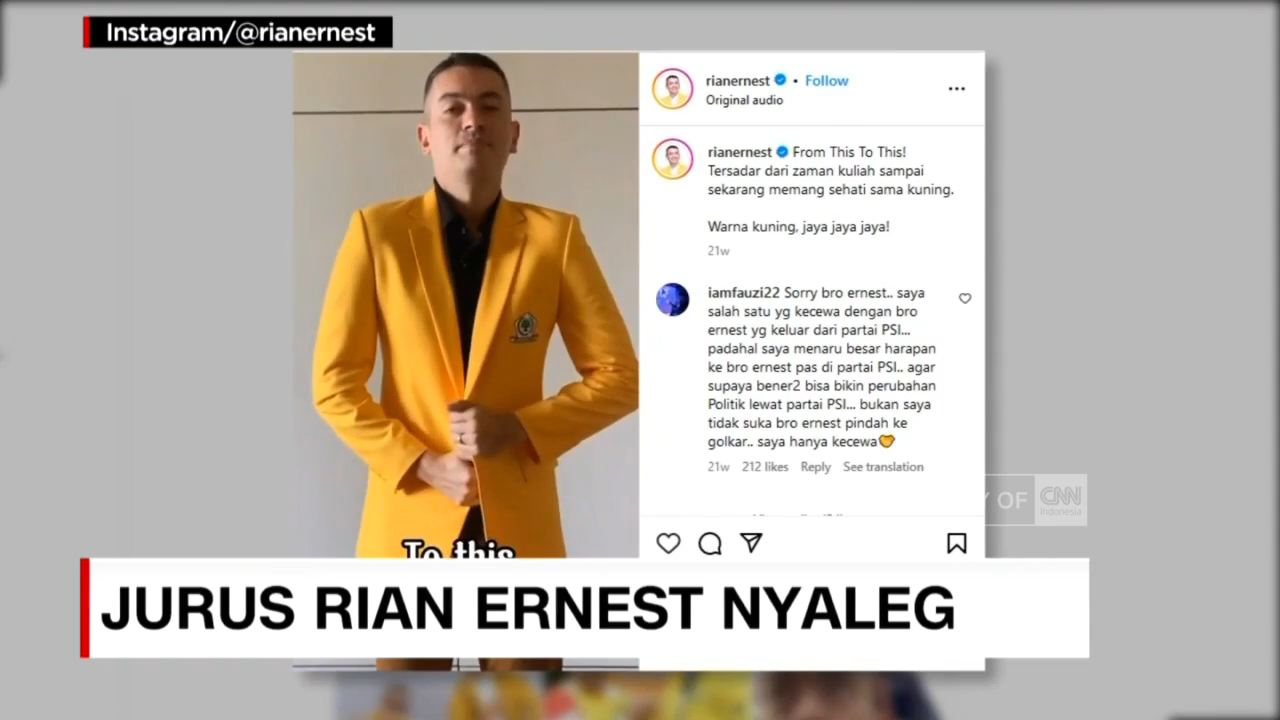 Instagram/@rianernest
rianernest • Follow
Original audio
rianernest From This To This!
Tersadar dari zaman kuliah sampai
sekarang memang sehati sama kuning.
Warna kuning, jaya jaya jaya!
21w
iamfauzi22 Sorry bro ernest.. saya
salah satu yg kecewa dengan bro
ernest yg keluar dari partai PSI...
padahal saya menaru besar harapan
ke bro ernest pas di partai PSI.. agar
supaya bener2 bisa bikin perubahan
Politik lewat partai PSI... bukan saya
tidak suka bro ernest pindah ke
golkar.. saya hanya kecewa
21w 212 likes Reply See translation
OF CNN
Indonesia
To this
JURUS RIAN ERNEST NYALEG